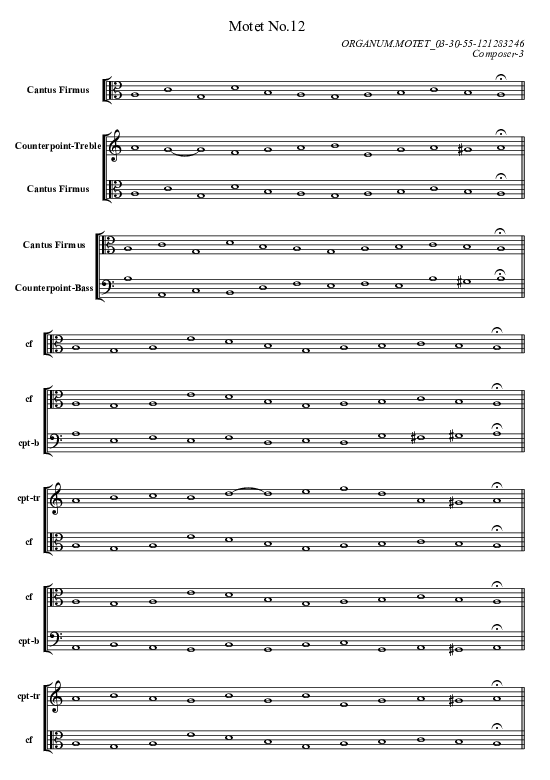 Motet No.12
ORGANUM.MOTET_03-30-55-121283246
Composer-3
Cantus Firmus
Counterpoint-Treble
Cantus Firmus
Cantus Firmus
Counterpoint-Bass
cf
cf
cpt-b
cpt-tr
cf
cf
cpt-b
cpt-tr
cf